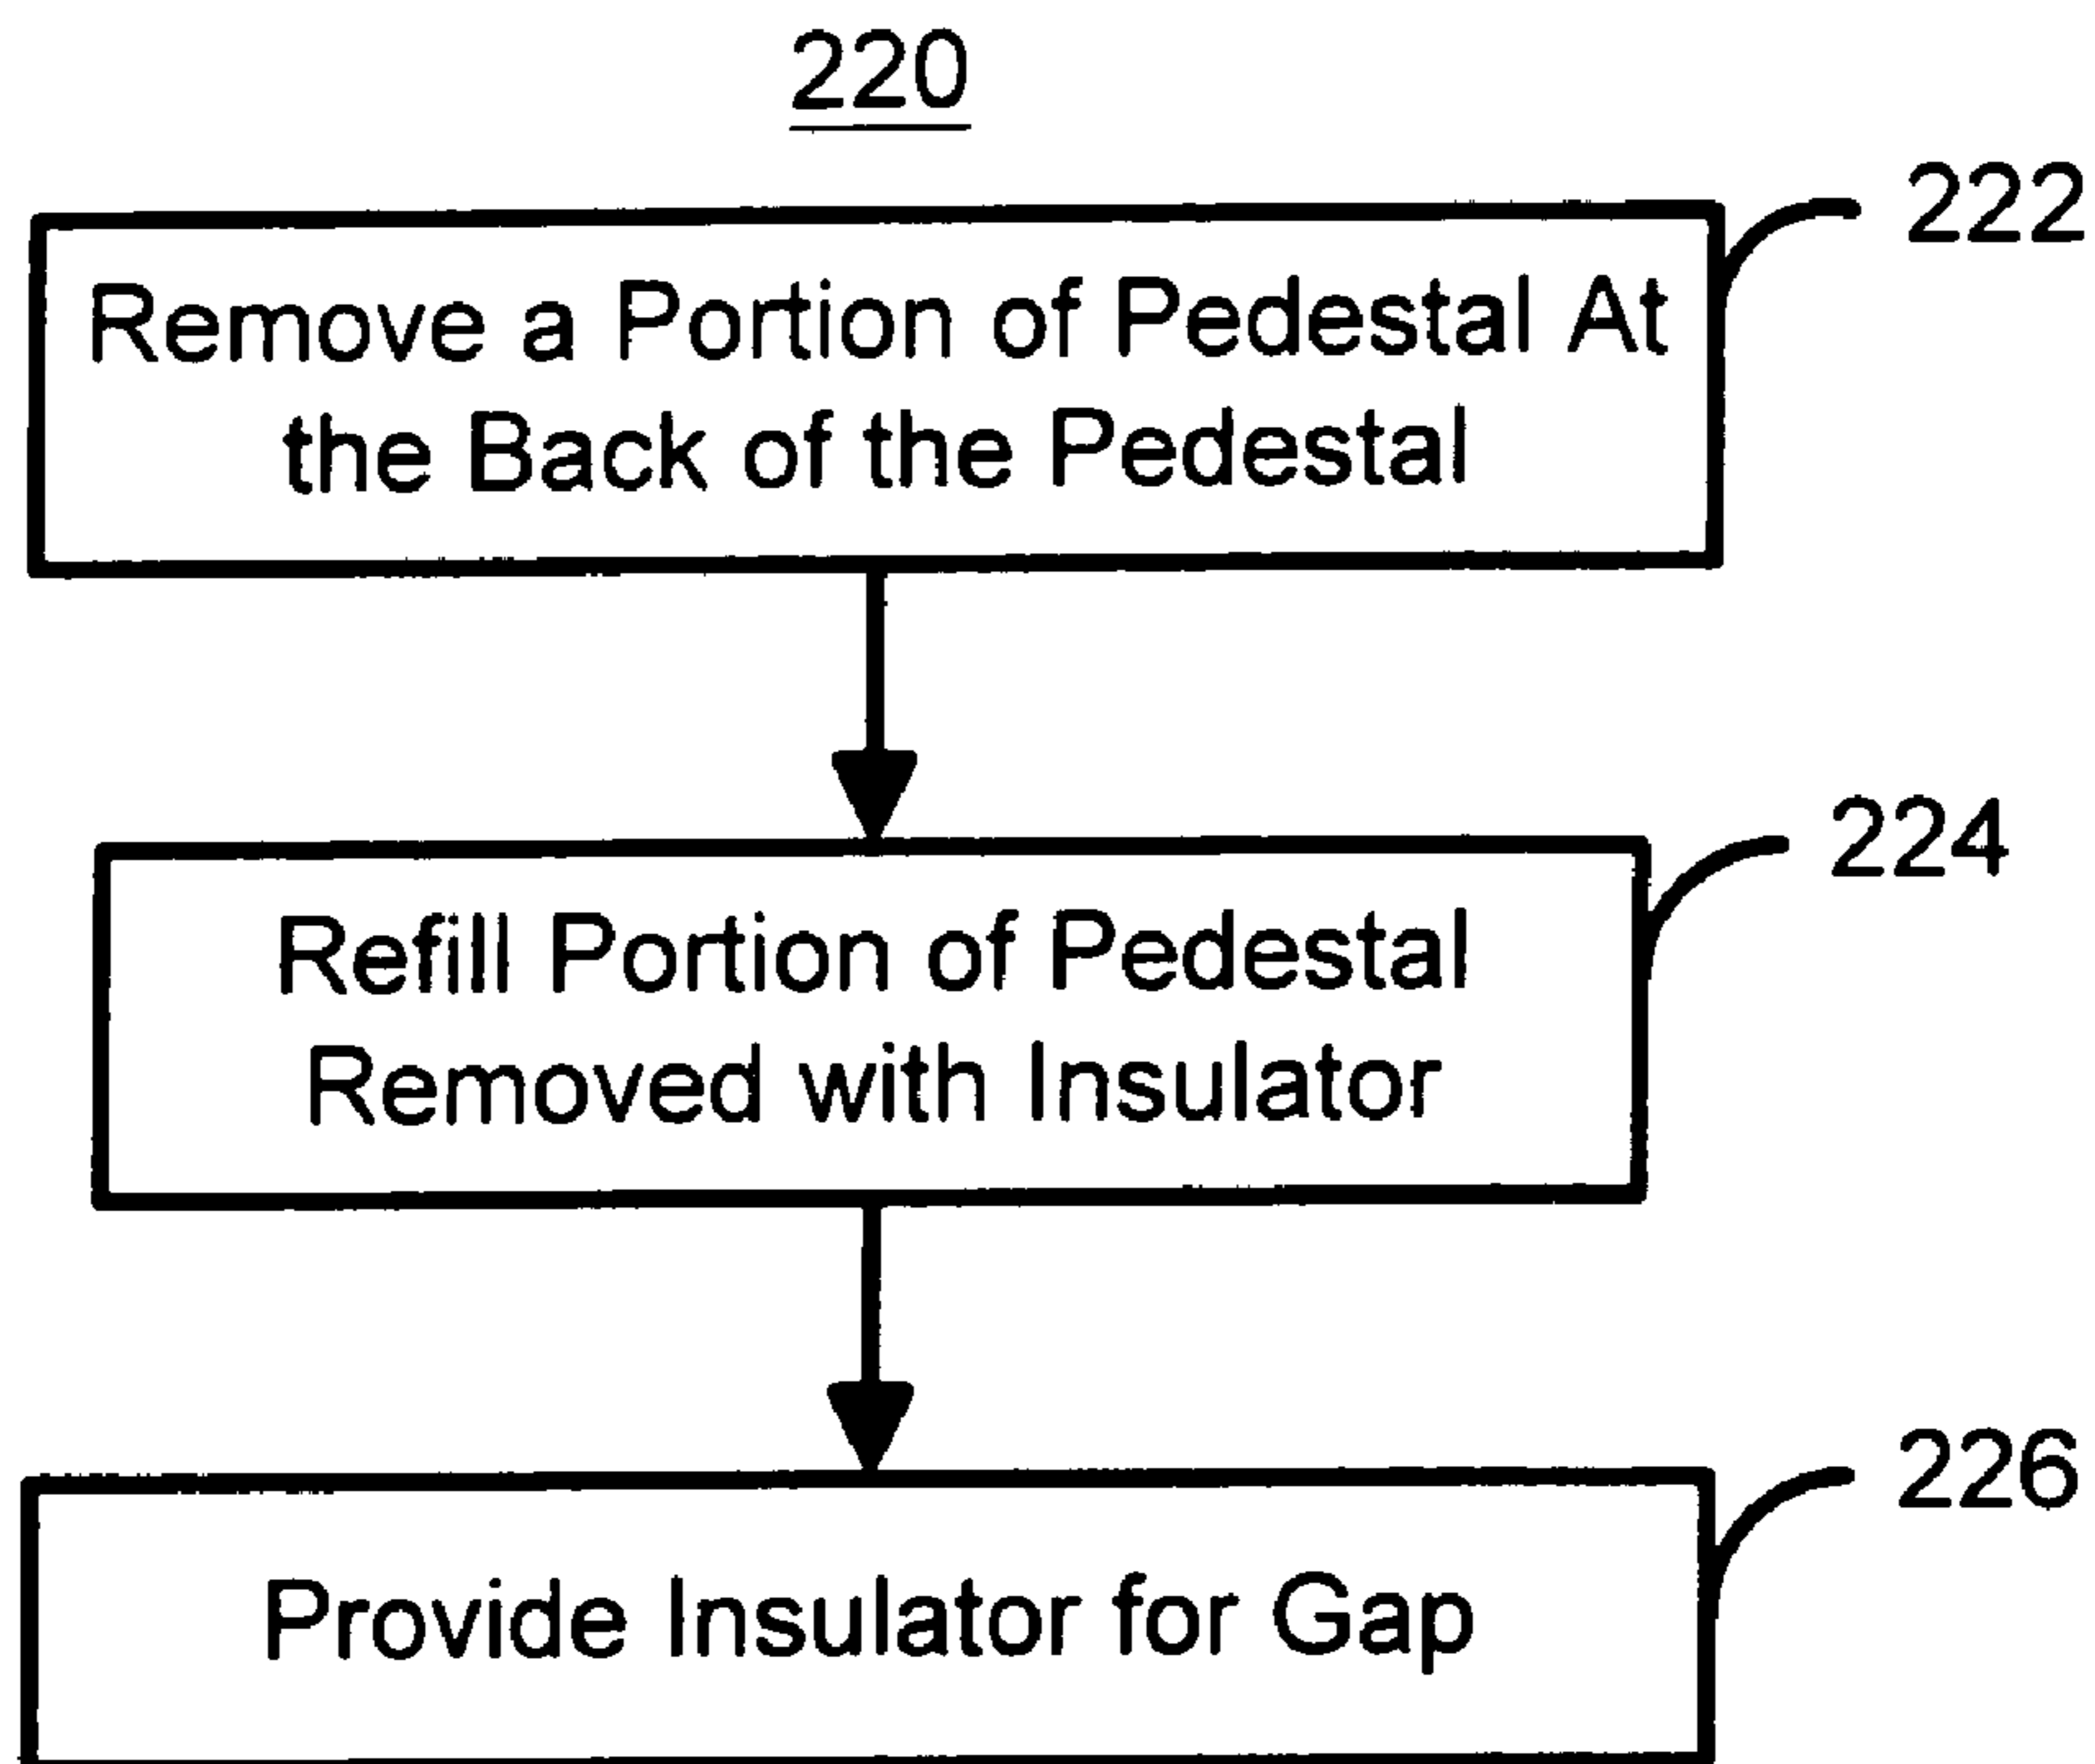 220
222
Remove a Portion of Pedestal At
the Back of the Pedestal
224
Refill Portion of Pedestal
Removed with Insulator
226
Provide Insulator for Gap